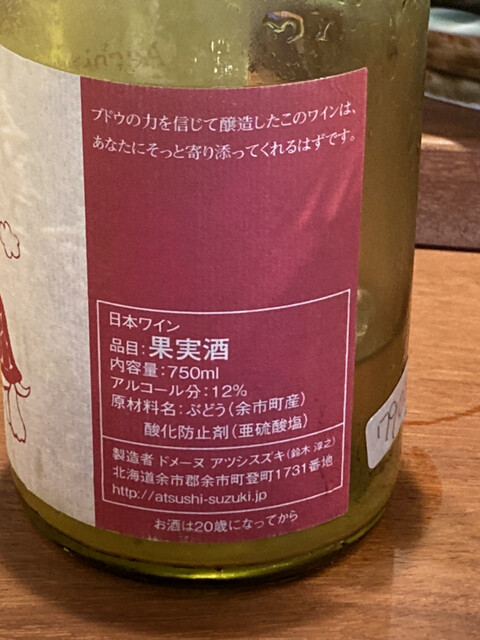 ブドウの力を信じて醸造したこのワインは、
あなたにそっと寄り添ってくれるはずです。
日本ワイン
品目：果実酒
内容量：750ml
アルコール分：12%
原材料名：ぶどう（余市町産）
酸化防止剤（亜硫酸塩）
製造者 ドメーヌ アツシスズキ（鈴木 淳之）
北海道余市郡余市町登町1731番地
http://atsushi-suzuki.jp
お酒は20歳になってから